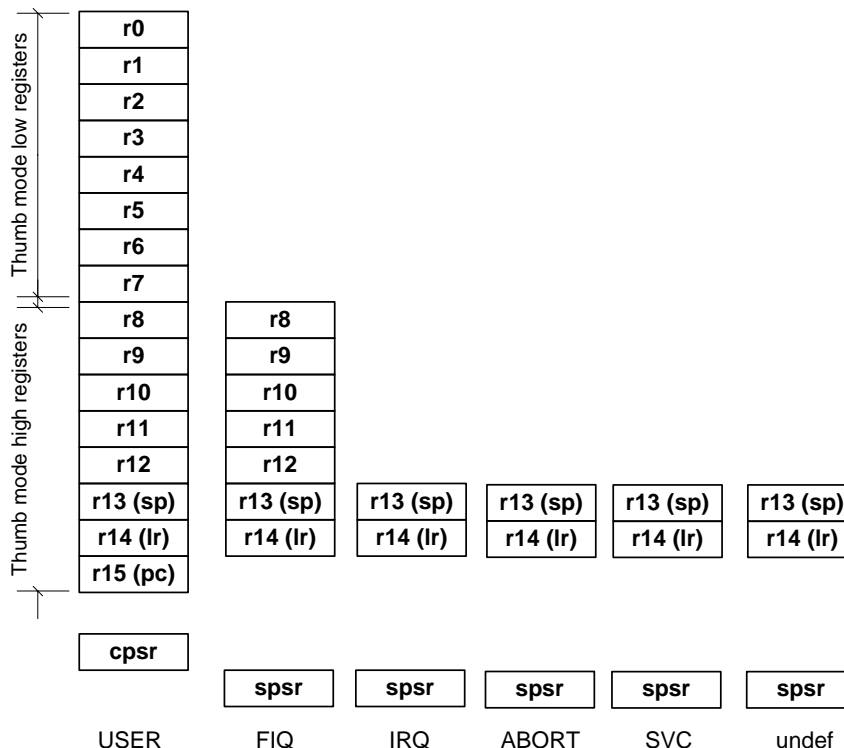 Thumb mode low registers
r0
r1
r2
r3
r4
r5
r6
r7
Thumb mode high registers
r8 r8
r9 r9
r10 r10
r11 r11
r12 r12
r13 (sp) r13 (sp) r13 (sp) r13 (sp) r13 (sp) r13 (sp)
r14 (lr) r14 (lr) r14 (lr) r14 (lr) r14 (lr) r14 (lr)
r15 (pc)
cpsr
spsr spsr spsr spsr spsr
USER FIQ IRQ ABORT SVC undef